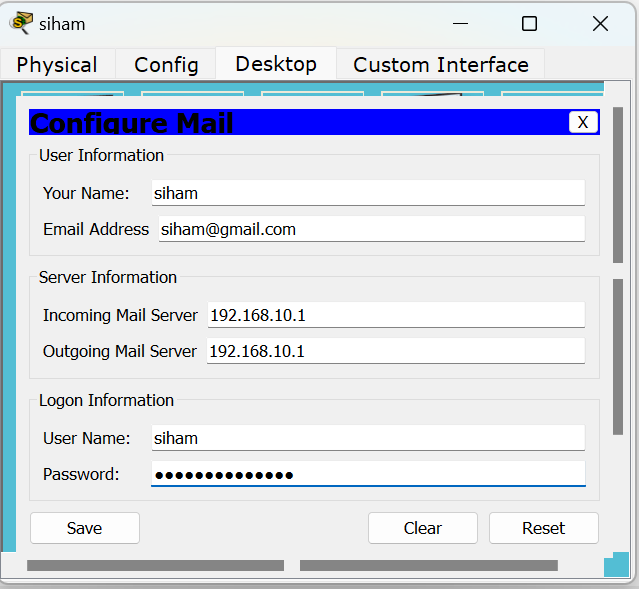 siham
Physical Config Desktop Custom Interface
Configure Mail X
User Information
Your Name: siham
Email Address siham@gmail.com
Server Information
Incoming Mail Server 192.168.10.1
Outgoing Mail Server 192.168.10.1
Logon Information
User Name: siham
Password: ●●●●●●●●●●●●●●
Save Clear Reset